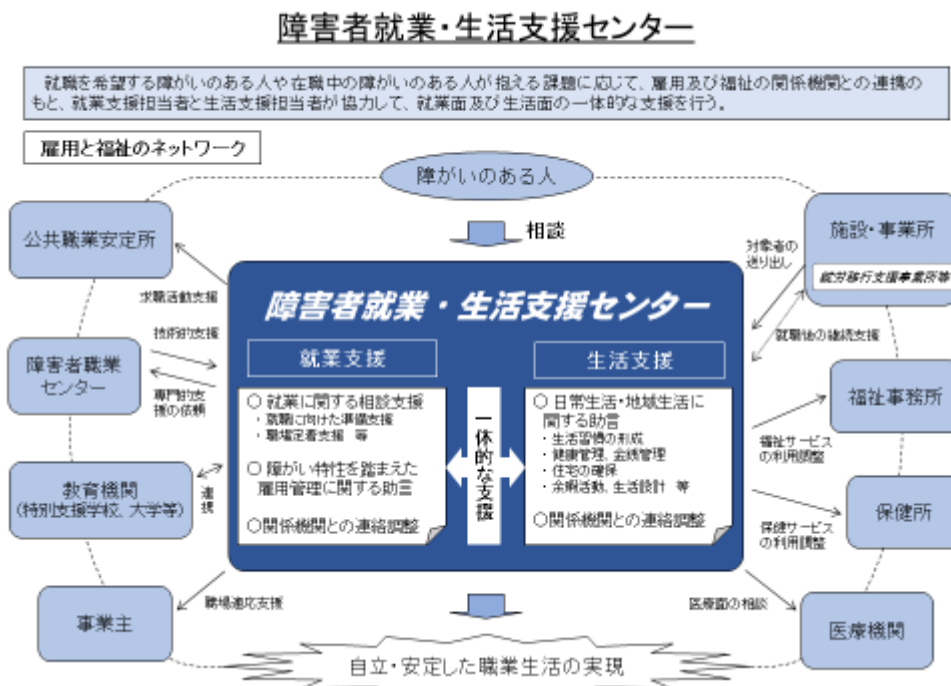 障害者就業・生活支援センター
就職を希望する障がいのある人や在職中の障がいのある人が抱える課題に応じて、雇用及び福祉の関係機関との連携の
もと、就業支援担当者と生活支援担当者が協力して、就業面及び生活面の一体的な支援を行う。
雇用と福祉のネットワーク
障がいのある人
相談
公共職業安定所
求職活動支援
技術的支援
障害者職業
センター
専門的支
援の依頼
教育機関
(特別支援学校、大学等)
連携
事業主
職場適応支援
障害者就業・生活支援センター
就業支援
○ 就業に関する相談支援
・就職に向けた準備支援
・職場定着支援 等
○ 障がい特性を踏まえた
雇用管理に関する助言
○関係機関との連絡調整
一体的な支援
生活支援
○ 日常生活・地域生活に
関する助言
・生活習慣の形成
・健康管理、金銭管理
・住宅の確保
・余暇活動、生活設計 等
○関係機関との連絡調整
施設・事業所
就労移行支援事業所等
対象者の
送り出し
就職後の継続支援
福祉事務所
福祉サービス
の利用調整
保健所
保健サービス
の利用調整
医療機関
医療面の相談
自立・安定した職業生活の実現